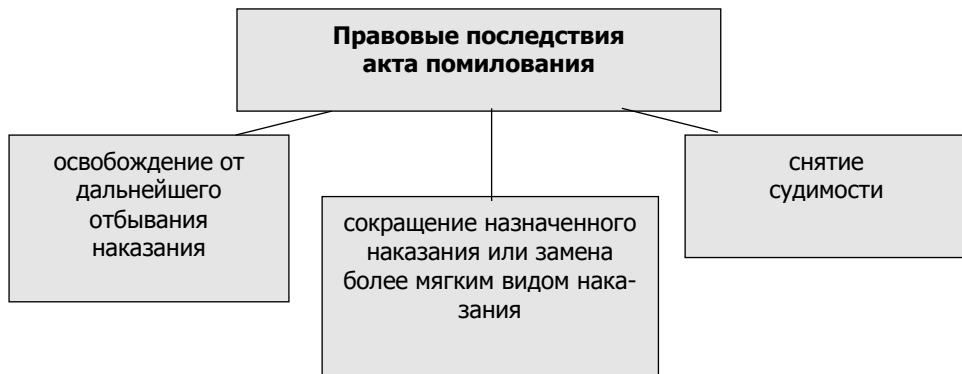 Правовые последствия
акта помилования
освобождение от
дальнейшего
отбывания
наказания
сокращение назначенного
наказания или замена
более мягким видом нака-
зания
снятие
судимости